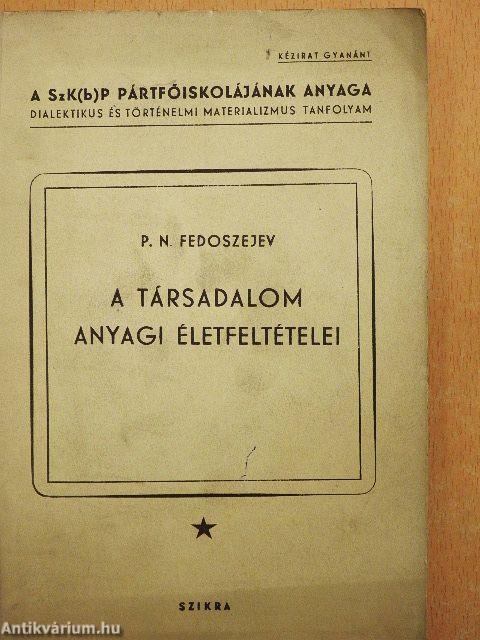 KÉZIRAT GYANÁNT
A SzK(b)P PÁRTFŐISKOLÁJÁNAK ANYAGA
DIALEKTIKUS ÉS TÖRTÉNELMI MATERIALIZMUS TANFOLYAM
P. N. FEDOSZEJEV
A TÁRSADALOM
ANYAGI ÉLETFELTÉTELEI
SZIKRA
Antikvárium.hu